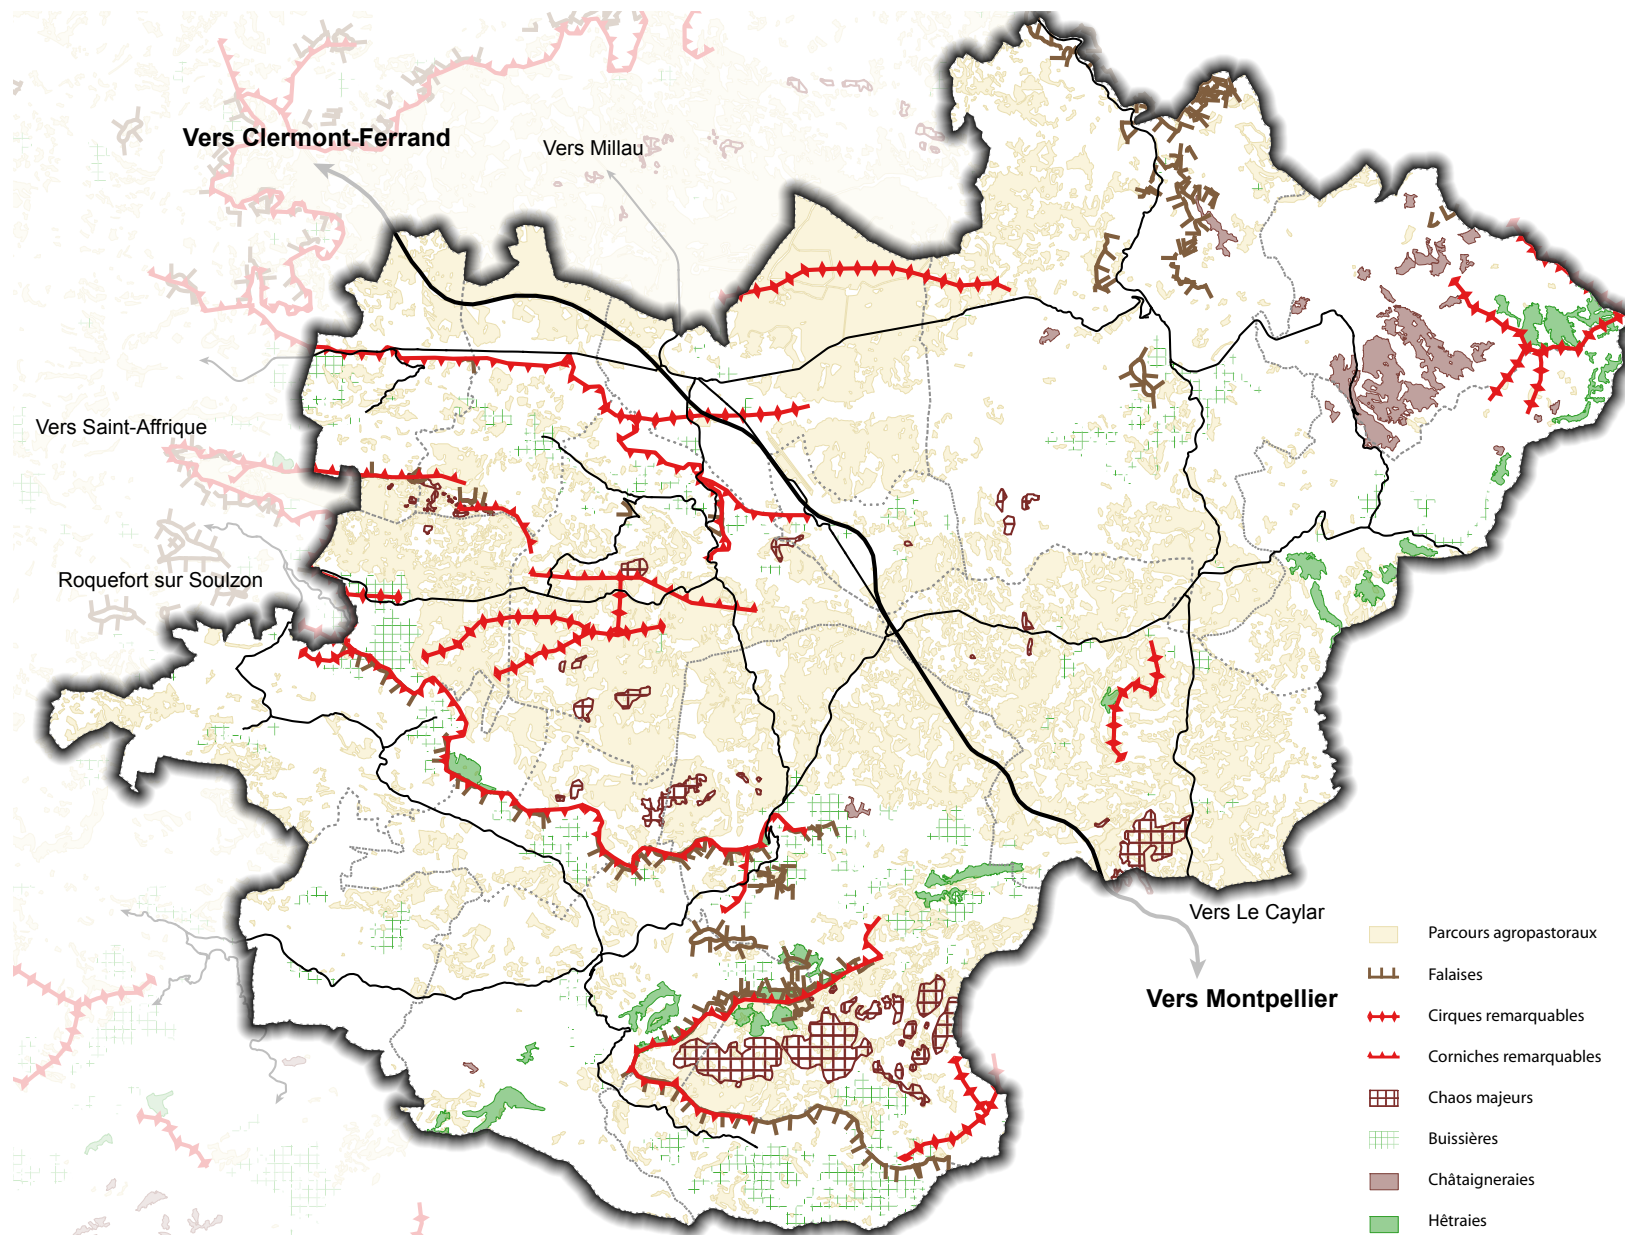 Vers Clermont-Ferrand
Vers Millau
Vers Saint-Affrique
Roquefort sur Soulzon
Vers Le Caylar
Vers Montpellier
Parcours agropastoraux
Falaises
Cirques remarquables
Corniches remarquables
Chaos majeurs
Buissières
Châtaigneraies
Hêtraies